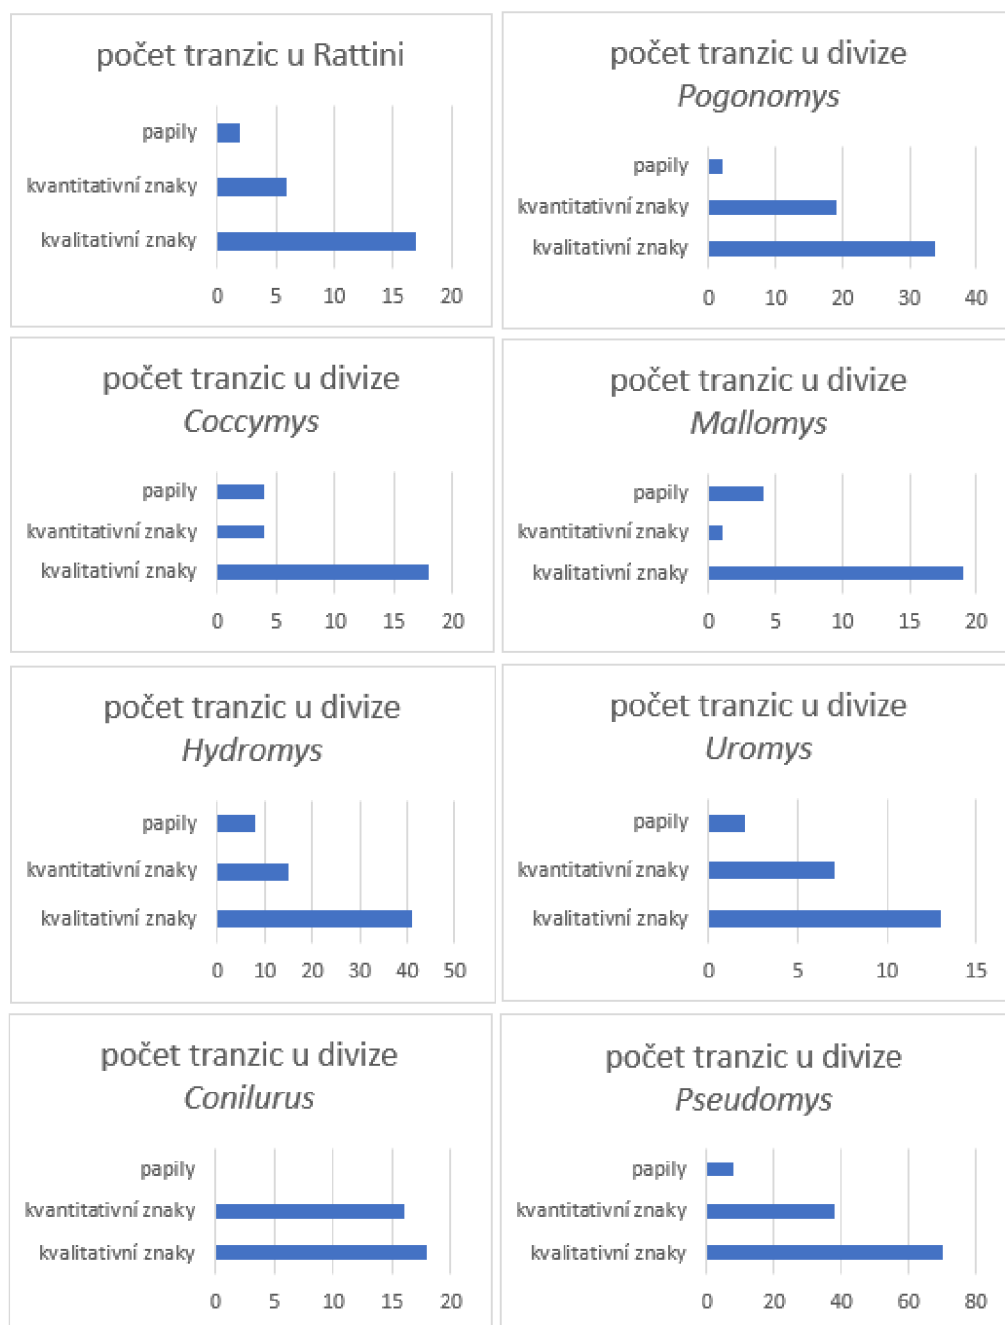 počet tranzic u Rattini
papily
kvantitativní znaky
kvalitativní znaky
0 5 10 15 20
počet tranzic u divize
Pogonomys
papily
kvantitativní znaky
kvalitativní znaky
0 10 20 30 40
počet tranzic u divize
Coccymys
papily
kvantitativní znaky
kvalitativní znaky
0 5 10 15 20
počet tranzic u divize
Mallomys
papily
kvantitativní znaky
kvalitativní znaky
0 5 10 15 20
počet tranzic u divize
Hydromys
papily
kvantitativní znaky
kvalitativní znaky
0 10 20 30 40 50
počet tranzic u divize
Uromys
papily
kvantitativní znaky
kvalitativní znaky
0 5 10 15
počet tranzic u divize
Conilurus
papily
kvantitativní znaky
kvalitativní znaky
0 5 10 15 20
počet tranzic u divize
Pseudomys
papily
kvantitativní znaky
kvalitativní znaky
0 20 40 60 80